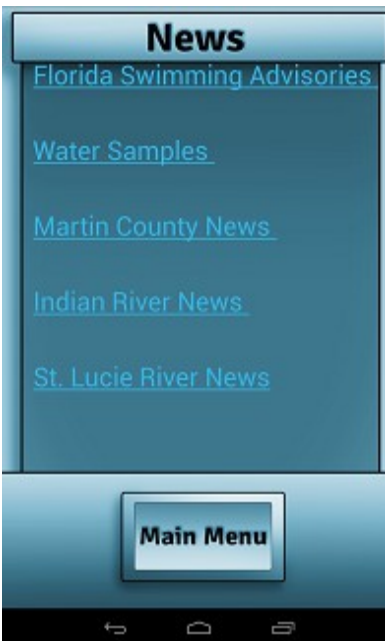 News
Florida Swimming Advisories
Water Samples
Martin County News
Indian River News
St. Lucie River News
Main Menu